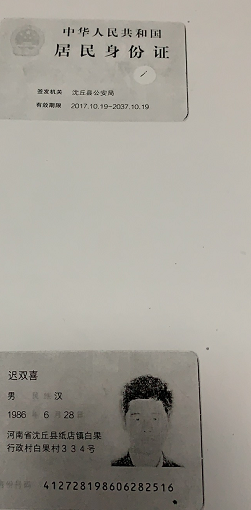 中华人民共和国
居民身份证
签发机关 沈丘县公安局
有效期限 2017.10.19-2037.10.19
迟双喜
男 汉
1986 年 6 月 28 日
河南省沈丘县纸店镇白果
行政村白果村334号
412728198606282516